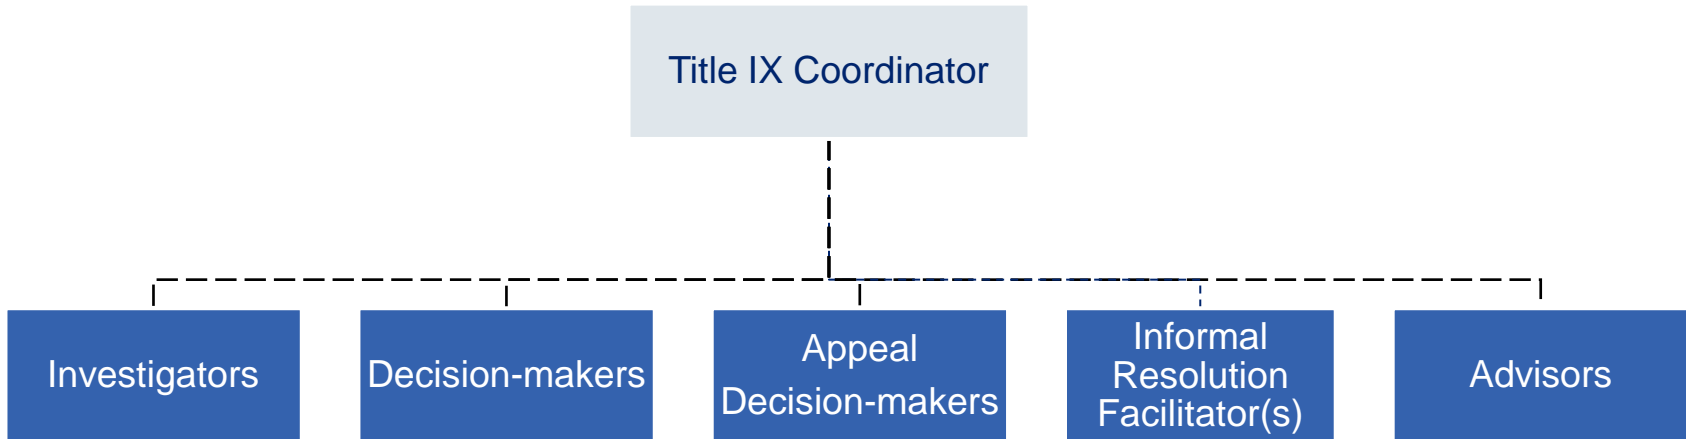 Title IX Coordinator
Investigators
Decision-makers
Appeal
Decision-makers
Informal
Resolution
Facilitator(s)
Advisors